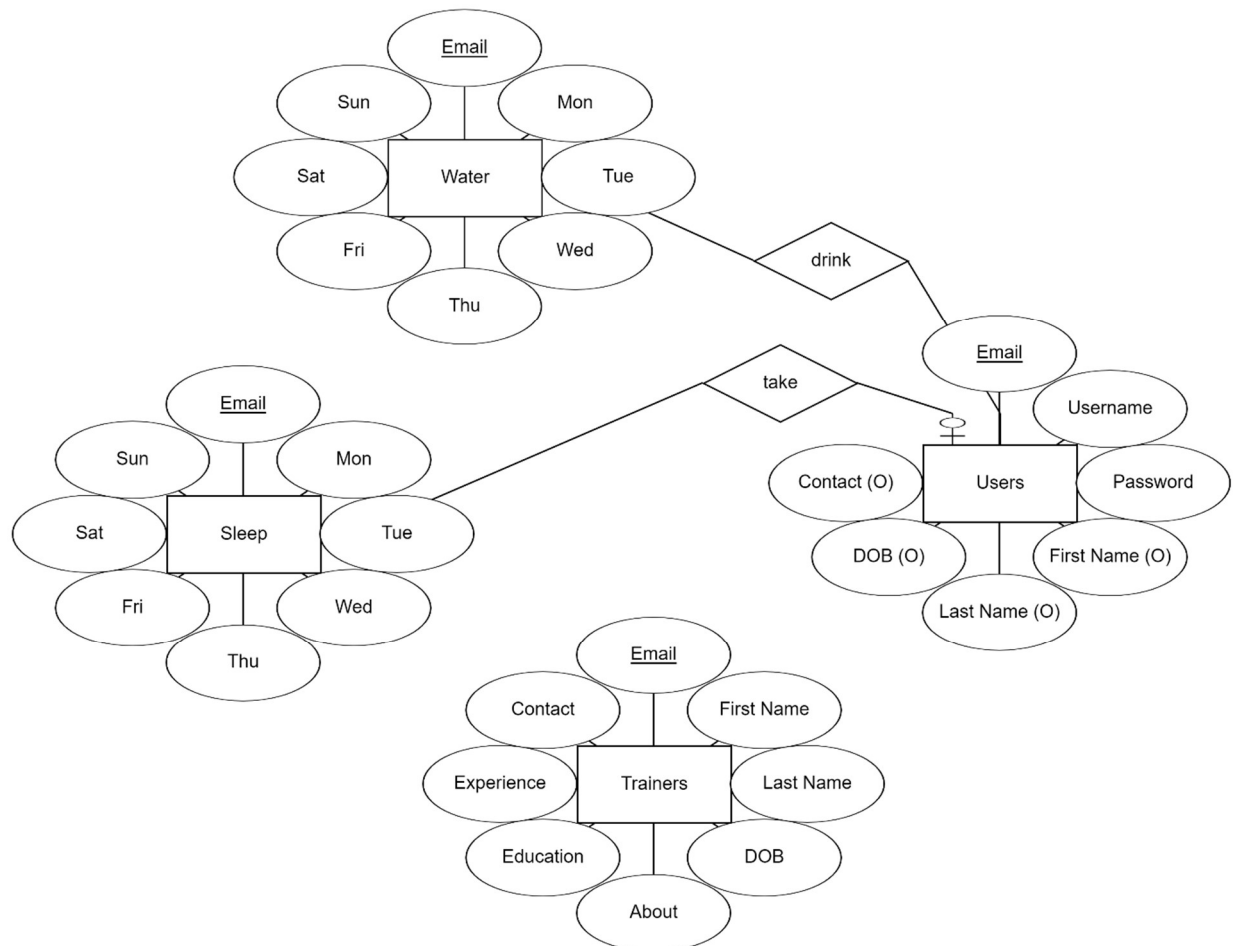 Email
Sun
Mon
Sat
Water
Tue
Fri
Wed
Thu
drink
take
Email
Sun
Mon
Sat
Sleep
Tue
Fri
Wed
Thu
Email
Username
Contact (O)
Users
Password
DOB (O)
First Name (O)
Last Name (O)
Email
Contact
First Name
Experience
Trainers
Last Name
Education
DOB
About